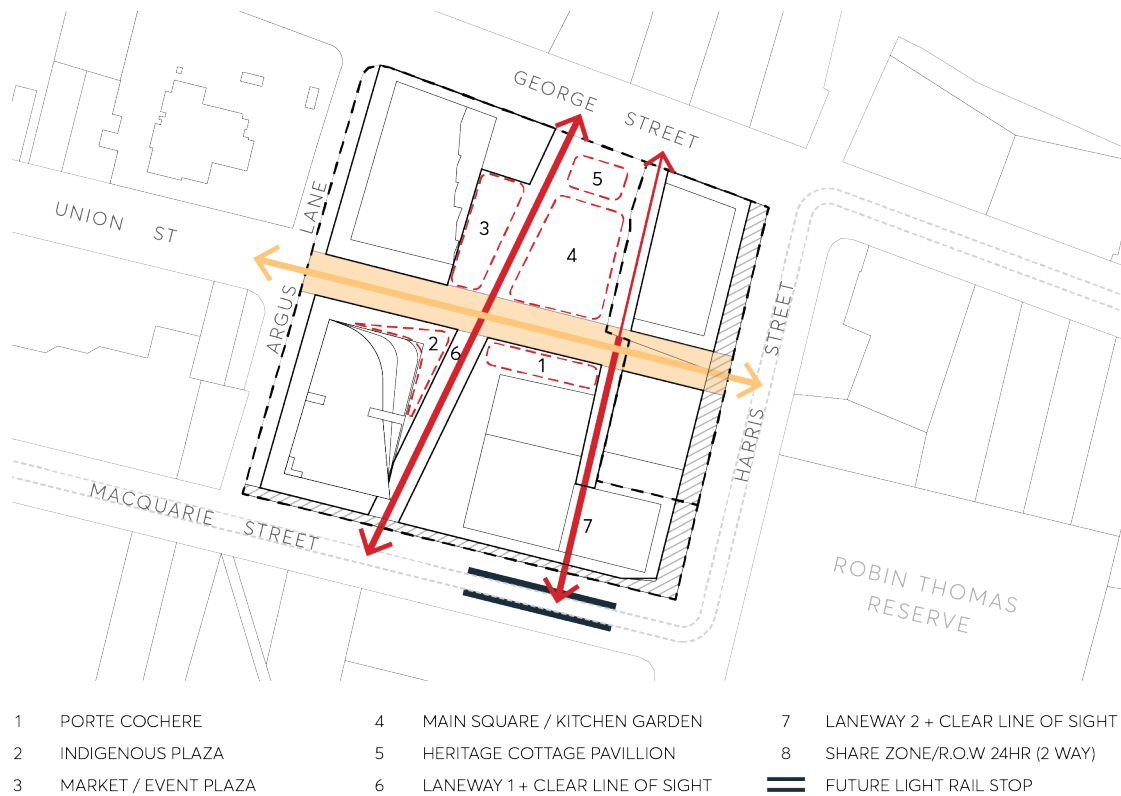 GEORGE STREET
5
LANE
3
UNION ST
4
ARGUS
STREET
2
6
1
HARRIS
MACQUARIE STREET
7
ROBIN THOMAS
RESERVE
1 PORTE COCHERE
2 INDIGENOUS PLAZA
3 MARKET / EVENT PLAZA
4 MAIN SQUARE / KITCHEN GARDEN
5 HERITAGE COTTAGE PAVILLION
6 LANEWAY 1 + CLEAR LINE OF SIGHT
7 LANEWAY 2 + CLEAR LINE OF SIGHT
8 SHARE ZONE/R.O.W 24HR (2 WAY)
FUTURE LIGHT RAIL STOP